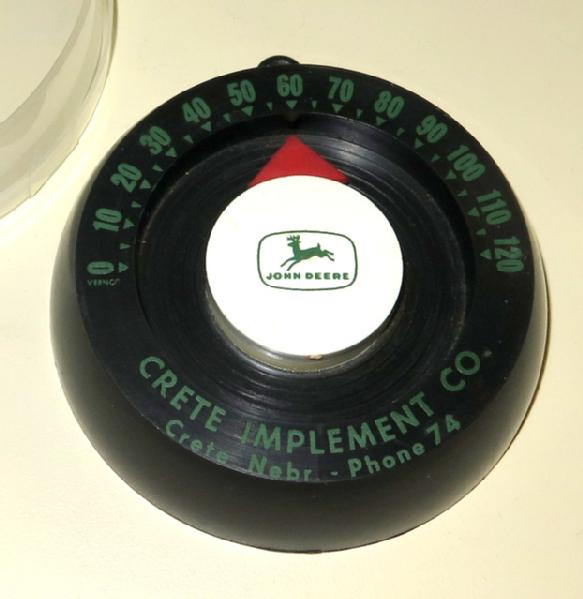 0 10 20 30 40 50 60 70 80 90 100 110 120
VERNCO
JOHN DEERE
CRETE IMPLEMENT CO.
Crete Nebr - Phone 74